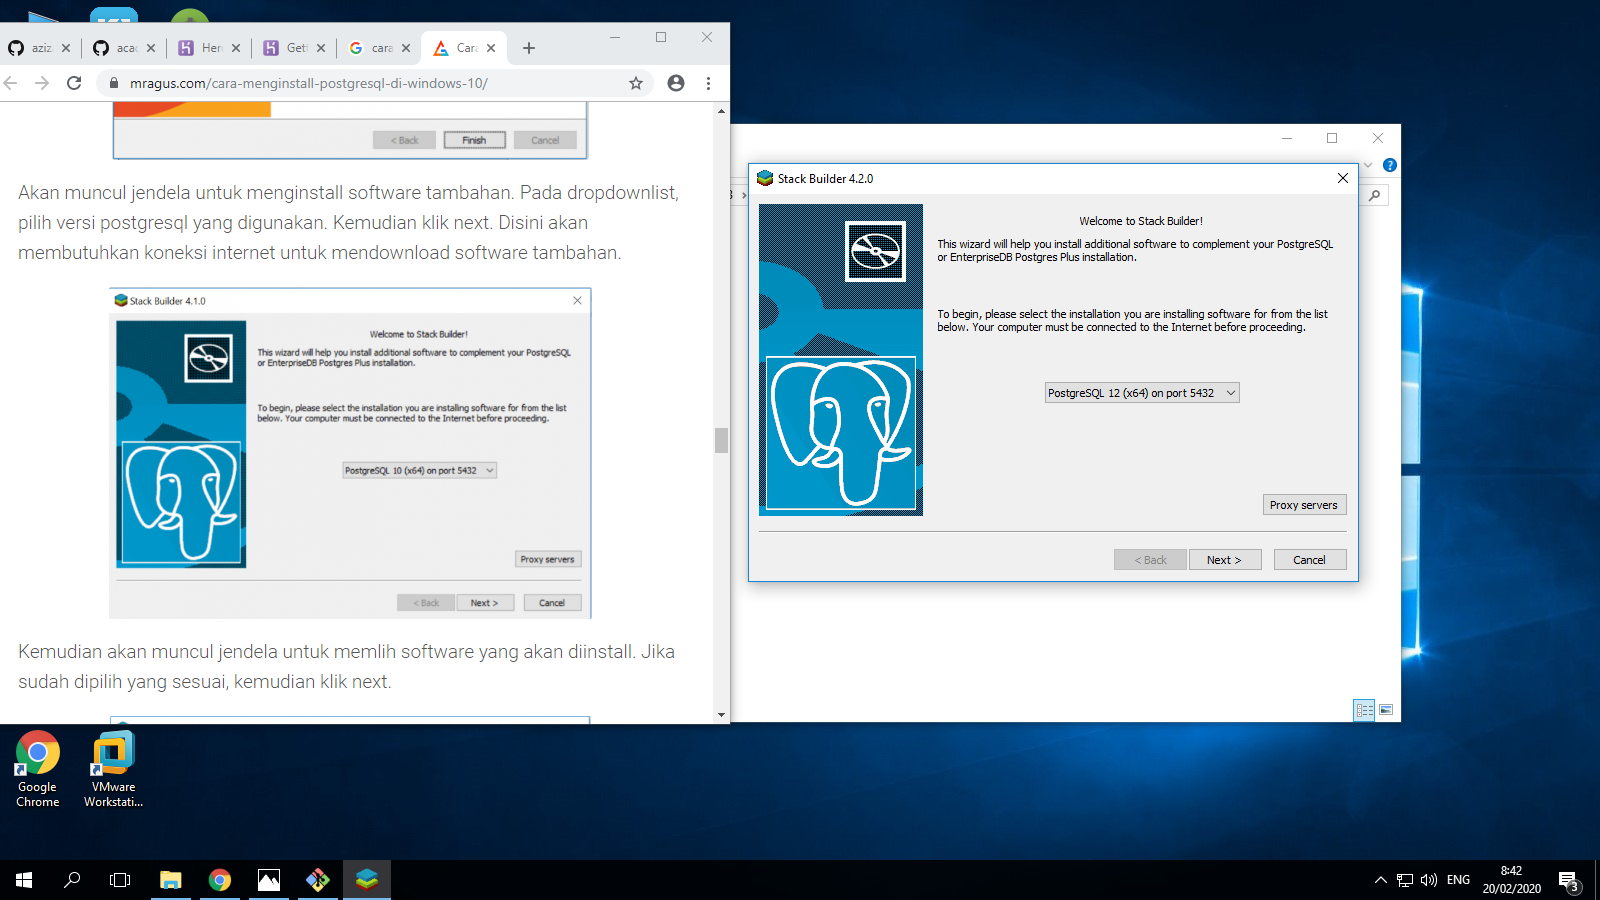 aziz
acac
Her
Get
cara
Cara
mragus.com/cara-menginstall-postgresql-di-windows-10/
< Back
Finish
Cancel
Akan muncul jendela untuk menginstall software tambahan. Pada dropdownlist,
pilih versi postgresql yang digunakan. Kemudian klik next. Disini akan
membutuhkan koneksi internet untuk mendownload software tambahan.
Stack Builder 4.1.0
Welcome to Stack Builder!
This wizard will help you install additional software to complement your PostgreSQL
or EnterpriseDB Postgres Plus installation.
To begin, please select the installation you are installing software for from the list
below. Your computer must be connected to the Internet before proceeding.
PostgreSQL 10 (x64) on port 5432
Proxy servers
< Back
Next >
Cancel
Kemudian akan muncul jendela untuk memlih software yang akan diinstall. Jika
sudah dipilih yang sesuai, kemudian klik next.
Stack Builder 4.2.0
Welcome to Stack Builder!
This wizard will help you install additional software to complement your PostgreSQL
or EnterpriseDB Postgres Plus installation.
To begin, please select the installation you are installing software for from the list
below. Your computer must be connected to the Internet before proceeding.
PostgreSQL 12 (x64) on port 5432
Proxy servers
< Back
Next >
Cancel
Google
Chrome
VMware
Workstati...
ENG
8:42
20/02/2020
3